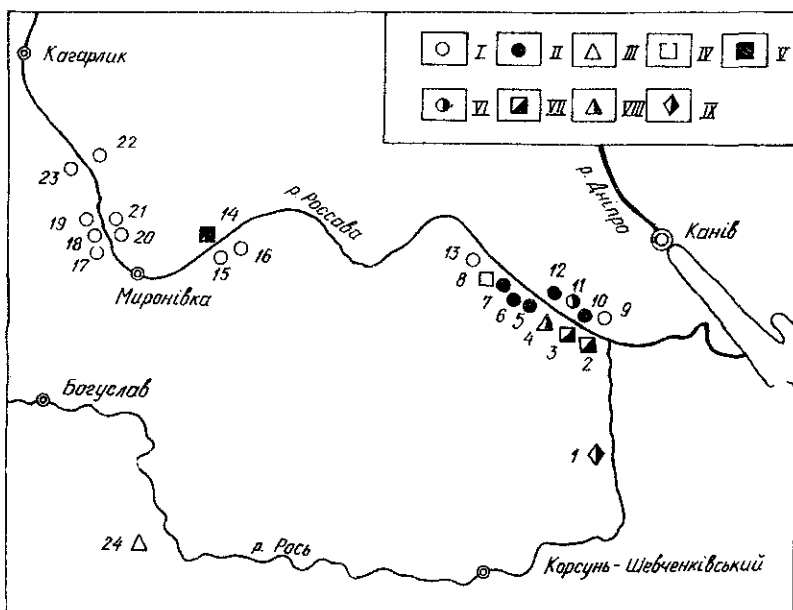 Кагарлик
I II III IV V
VI VII VIII IX
22
23
19 21
18 20
17
14
15 16
Миронівка
р. Россава
р. Дніпро
Канів
13
8
7
6
5
4
3
2
12
11
10 9
Богуслав
1
24
р. Рось
Корсунь-Шевченківський